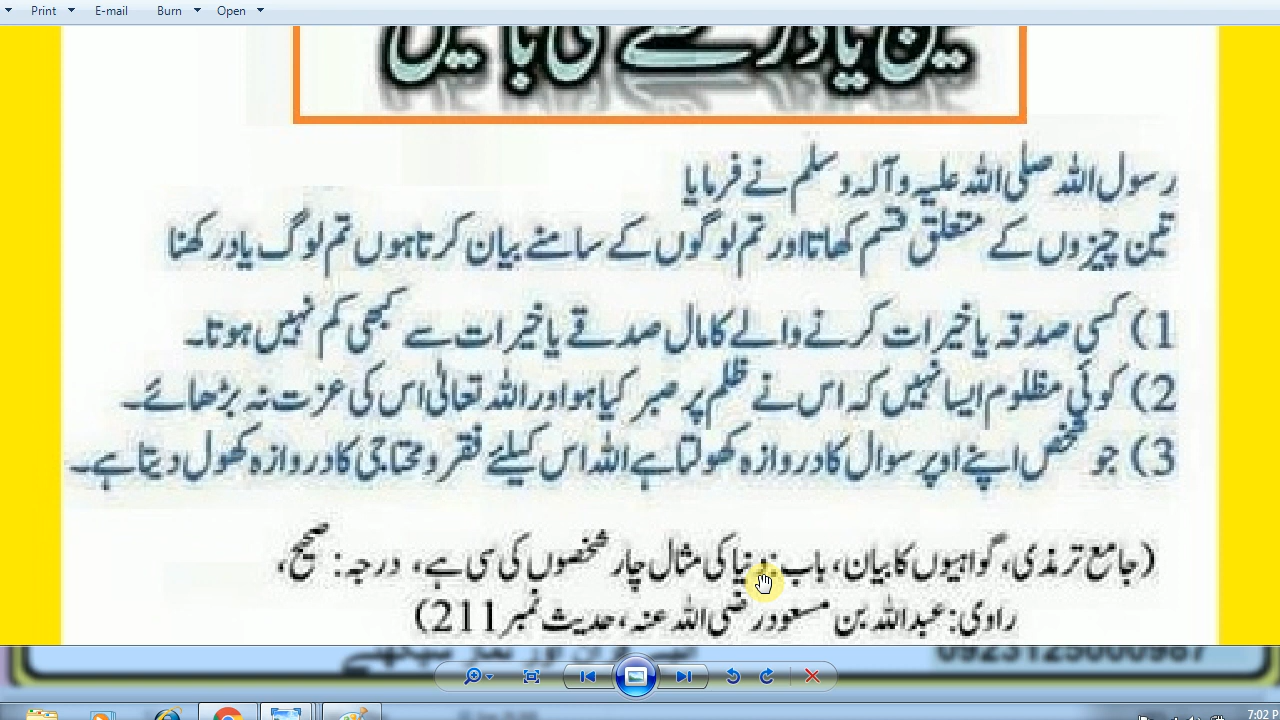 Print E-mail Burn Open
یاد رکھنے کی باتیں
رسول اللہ صلی اللہ علیہ وآلہ وسلم نے فرمایا
تین چیزوں کے متعلق قسم کھاتا اور تم لوگوں کے سامنے بیان کرتا ہوں تم لوگ یاد رکھنا
1) کسی صدقہ یا خیرات کرنے والے کا مال صدقے یا خیرات سے کبھی کم نہیں ہوتا۔
2) کوئی مظلوم ایسا نہیں کہ اس نے ظلم پر صبر کیا ہو اور اللہ تعالیٰ اس کی عزت نہ بڑھائے۔
3) جو شخص اپنے اوپر سوال کا دروازہ کھولتا ہے اللہ اس کیلئے فقر و محتاجی کا دروازہ کھول دیتا ہے۔
(جامع ترمذی، گواہیوں کا بیان، باب: دنیا کی مثال چار شخصوں کی سی ہے، درجہ: صحیح،
راوی: عبداللہ بن مسعود رضی اللہ عنہ، حدیث نمبر 211)
0923125000987
7:02 P